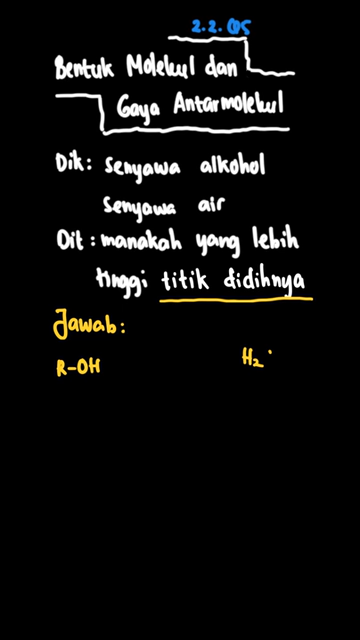 2.2.05
Bentuk Molekul dan
Gaya Antarmolekul
Dik: senyawa alkohol
senyawa air
Dit: manakah yang lebih
tinggi titik didihnya
Jawab:
R-OH H₂